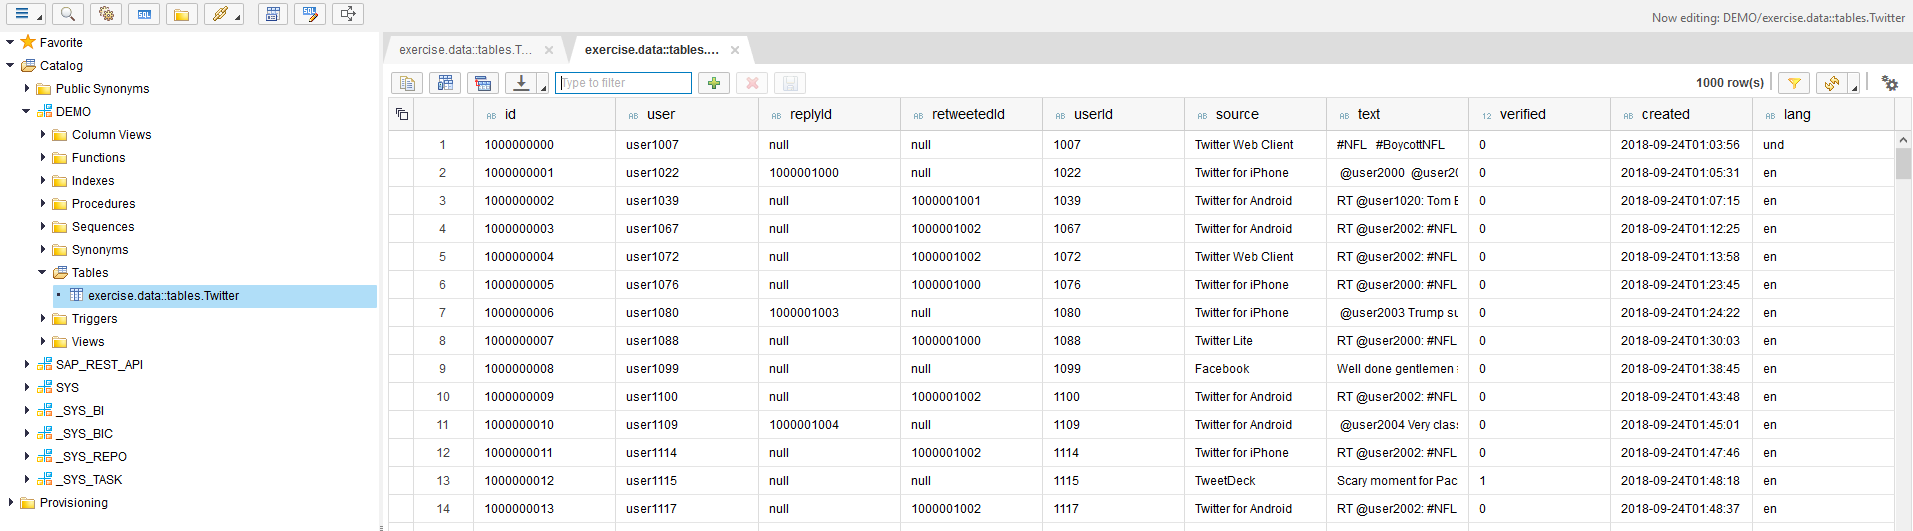 Now editing: DEMO/exercise.data::tables.Twitter
Favorite
Catalog
Public Synonyms
DEMO
Column Views
Functions
Indexes
Procedures
Sequences
Synonyms
Tables
exercise.data::tables.Twitter
Triggers
Views
SAP_REST_API
SYS
_SYS_BI
_SYS_BIC
_SYS_REPO
_SYS_TASK
Provisioning
exercise.data::tables.T... exercise.data::tables....
Type to filter 1000 row(s)
AB id AB user AB replyId AB retweetedId AB userId AB source AB text 12 verified AB created AB lang
1 1000000000 user1007 null null 1007 Twitter Web Client #NFL #BoycottNFL 0 2018-09-24T01:03:56 und
2 1000000001 user1022 1000001000 null 1022 Twitter for iPhone @user2000 @user20 0 2018-09-24T01:05:31 en
3 1000000002 user1039 null 1000001001 1039 Twitter for Android RT @user1020: Tom 0 2018-09-24T01:07:15 en
4 1000000003 user1067 null 1000001002 1067 Twitter for Android RT @user2002: #NFL 0 2018-09-24T01:12:25 en
5 1000000004 user1072 null 1000001002 1072 Twitter Web Client RT @user2002: #NFL 0 2018-09-24T01:13:58 en
6 1000000005 user1076 null 1000001000 1076 Twitter for iPhone RT @user2000: #NFL 0 2018-09-24T01:23:45 en
7 1000000006 user1080 1000001003 null 1080 Twitter for iPhone @user2003 Trump su 0 2018-09-24T01:24:22 en
8 1000000007 user1088 null 1000001000 1088 Twitter Lite RT @user2000: #NFL 0 2018-09-24T01:30:03 en
9 1000000008 user1099 null null 1099 Facebook Well done gentlemen 0 2018-09-24T01:38:45 en
10 1000000009 user1100 null 1000001002 1100 Twitter for Android RT @user2002: #NFL 0 2018-09-24T01:43:48 en
11 1000000010 user1109 1000001004 null 1109 Twitter for Android @user2004 Very clas 0 2018-09-24T01:45:01 en
12 1000000011 user1114 null 1000001002 1114 Twitter for iPhone RT @user2002: #NFL 0 2018-09-24T01:47:46 en
13 1000000012 user1115 null null 1115 TweetDeck Scary moment for Pac 1 2018-09-24T01:48:18 en
14 1000000013 user1117 null 1000001002 1117 Twitter for Android RT @user2002: #NFL 0 2018-09-24T01:48:37 en